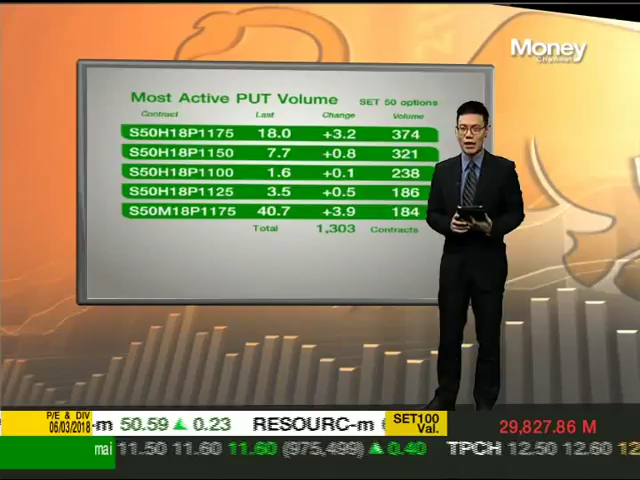 Money
Channel
Most Active PUT Volume SET 50 options
Contract Last Change Volume
S50H18P1175 18.0 +3.2 374
S50H18P1150 7.7 +0.8 321
S50H18P1100 1.6 +0.1 238
S50H18P1125 3.5 +0.5 186
S50M18P1175 40.7 +3.9 184
Total 1,303 Contracts
P/E & DIV
06/03/2018
-m 50.59 ▲ 0.23 RESOURC-m
SET100
Val.
29,827.86 M
mai 11.50 11.60 11.60 (975,499) ▲ 0.40 TPCH 12.50 12.60 12